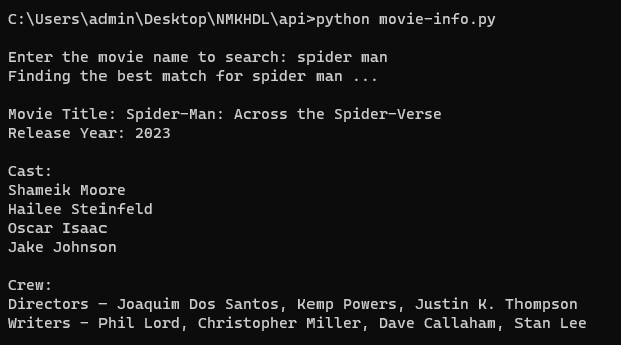 C:\Users\admin\Desktop\NMKHDL\api>python movie-info.py
Enter the movie name to search: spider man
Finding the best match for spider man ...
Movie Title: Spider-Man: Across the Spider-Verse
Release Year: 2023
Cast:
Shameik Moore
Hailee Steinfeld
Oscar Isaac
Jake Johnson
Crew:
Directors - Joaquim Dos Santos, Kemp Powers, Justin K. Thompson
Writers - Phil Lord, Christopher Miller, Dave Callaham, Stan Lee